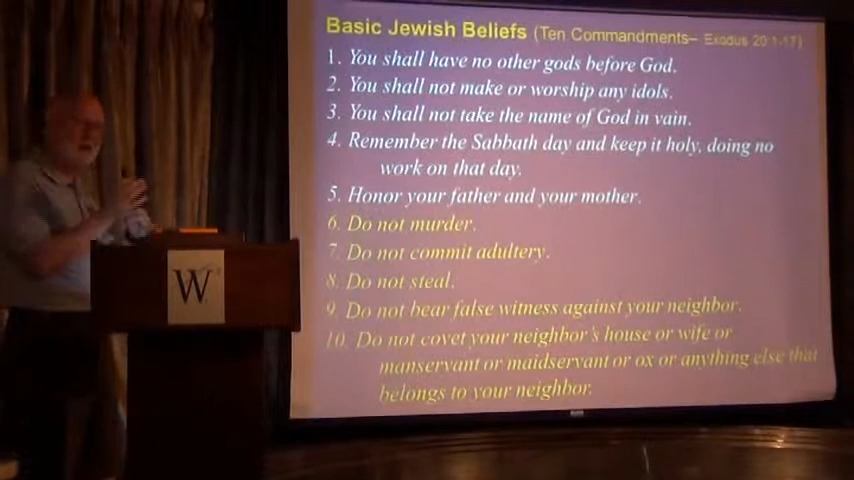 Basic Jewish Beliefs (Ten Commandments– Exodus 20:1-17)
1. You shall have no other gods before God.
2. You shall not make or worship any idols.
3. You shall not take the name of God in vain.
4. Remember the Sabbath day and keep it holy, doing no
work on that day.
5. Honor your father and your mother.
6. Do not murder.
7. Do not commit adultery.
8. Do not steal.
9. Do not bear false witness against your neighbor.
10. Do not covet your neighbor's house or wife or
manservant or maidservant or ox or anything else that
belongs to your neighbor.
W